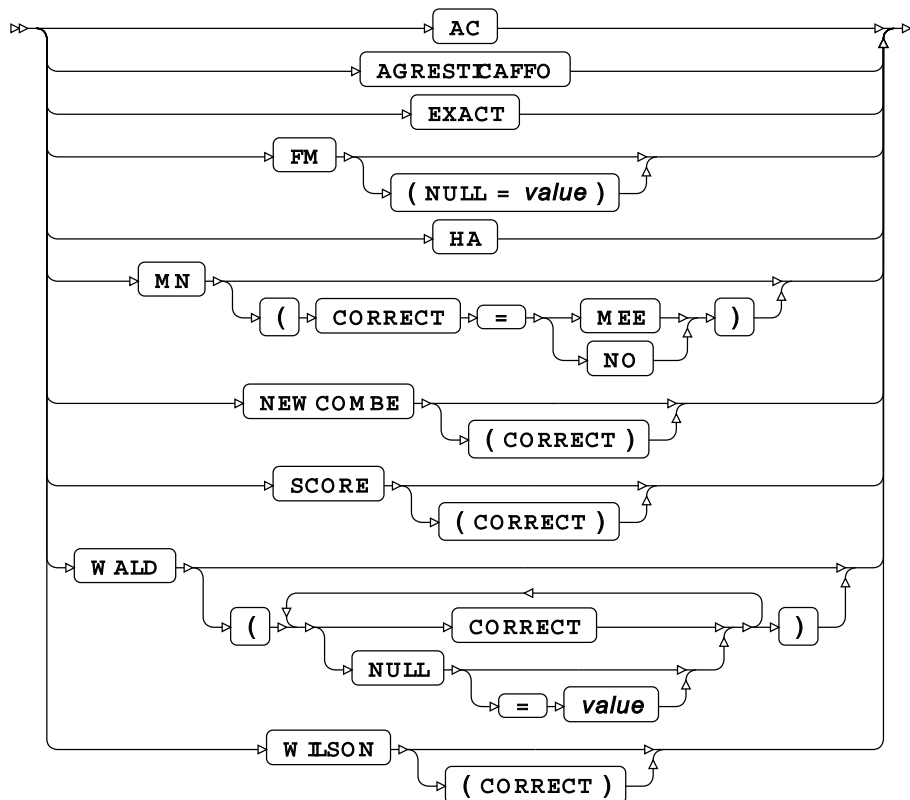 AC
AGRESTICAFFO
EXACT
FM
( NULL = value )
HA
MN
( CORRECT = MEE )
NO
NEWCOMBE
( CORRECT )
SCORE
( CORRECT )
WALD
( CORRECT )
NULL
= value
WILSON
( CORRECT )